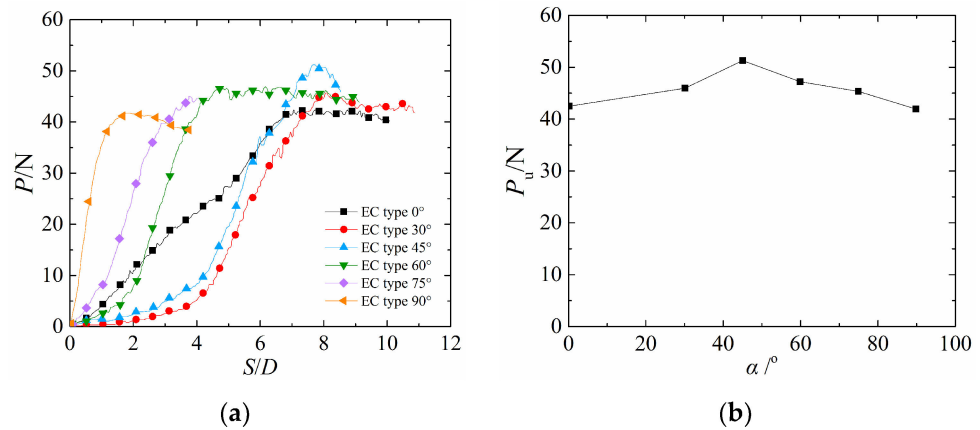 60
50
40
30
20
10
0
P/N
EC type 0°
EC type 30°
EC type 45°
EC type 60°
EC type 75°
EC type 90°
0 2 4 6 8 10 12
S/D
(a)
60
50
40
30
20
10
0
Pu/N
0 20 40 60 80 100
α /°
(b)